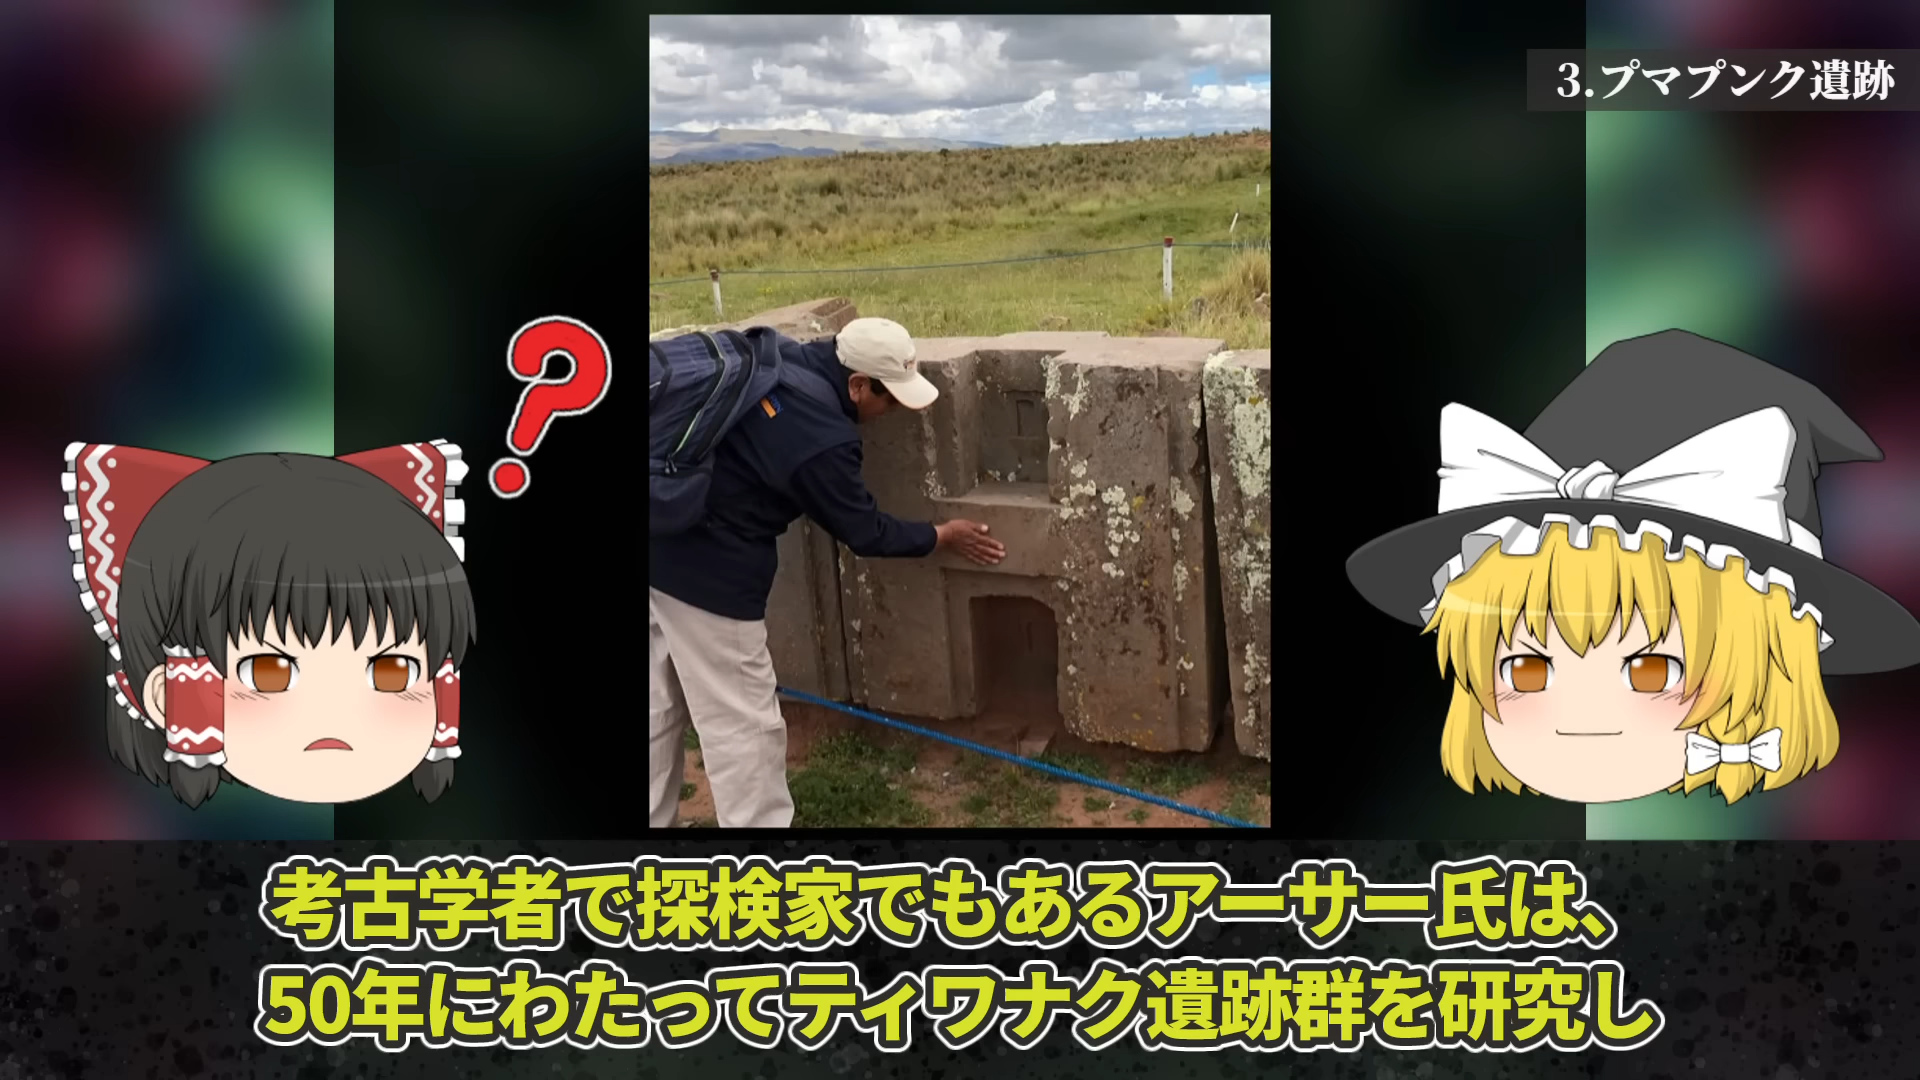 3.プマプンク遺跡
考古学者で探検家でもあるアーサー氏は、
50年にわたってティワナク遺跡群を研究し